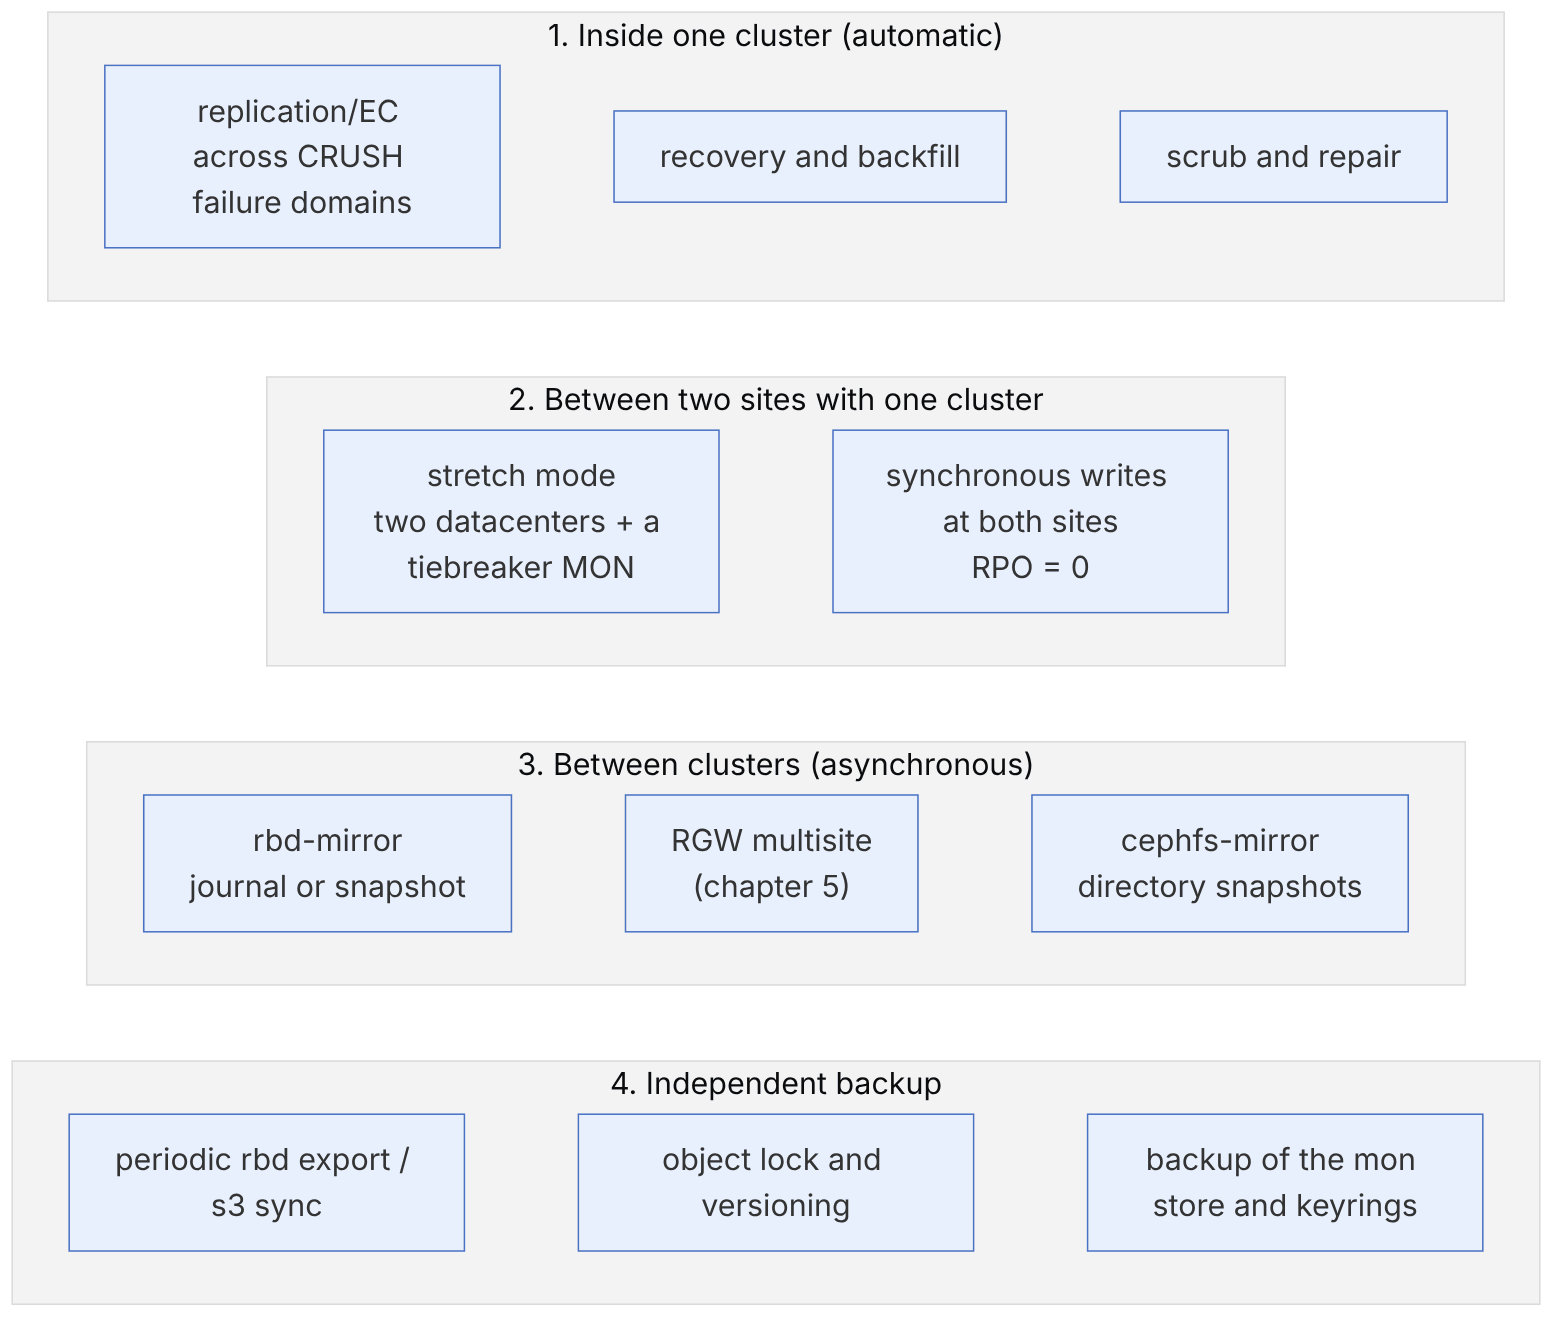 1. Inside one cluster (automatic)
replication/EC
across CRUSH
failure domains
recovery and backfill
scrub and repair
2. Between two sites with one cluster
stretch mode
two datacenters + a
tiebreaker MON
synchronous writes
at both sites
RPO = 0
3. Between clusters (asynchronous)
rbd-mirror
journal or snapshot
RGW multisite
(chapter 5)
cephfs-mirror
directory snapshots
4. Independent backup
periodic rbd export /
s3 sync
object lock and
versioning
backup of the mon
store and keyrings